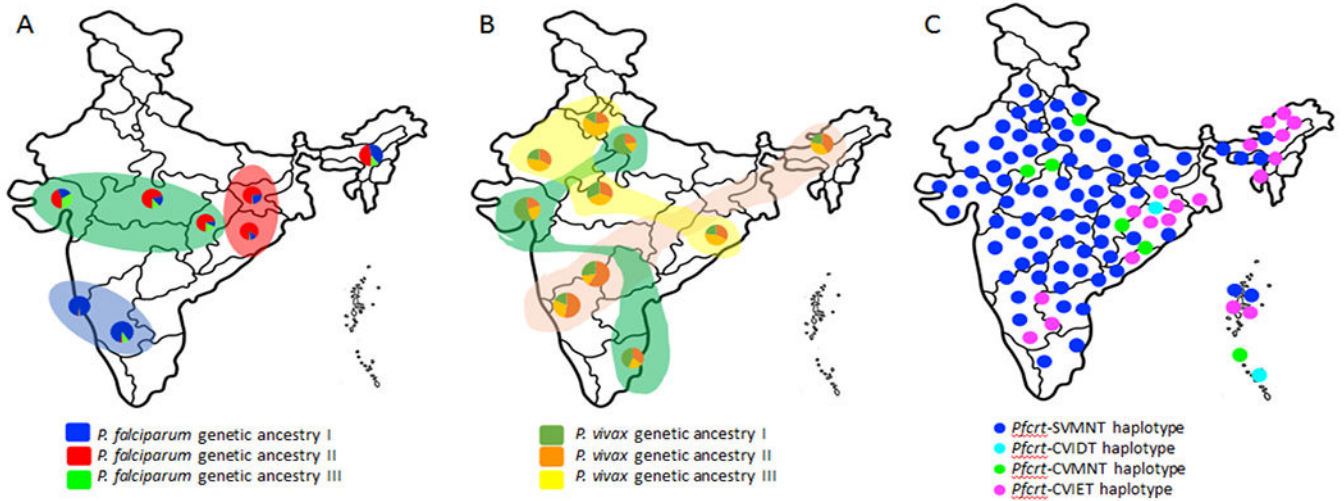 A
B
C
P. falciparum genetic ancestry I
P. falciparum genetic ancestry II
P. falciparum genetic ancestry III
P. vivax genetic ancestry I
P. vivax genetic ancestry II
P. vivax genetic ancestry III
Pfcrt-SVMNT haplotype
Pfcrt-CVIDT haplotype
Pfcrt-CVMNT haplotype
Pfcrt-CVIET haplotype